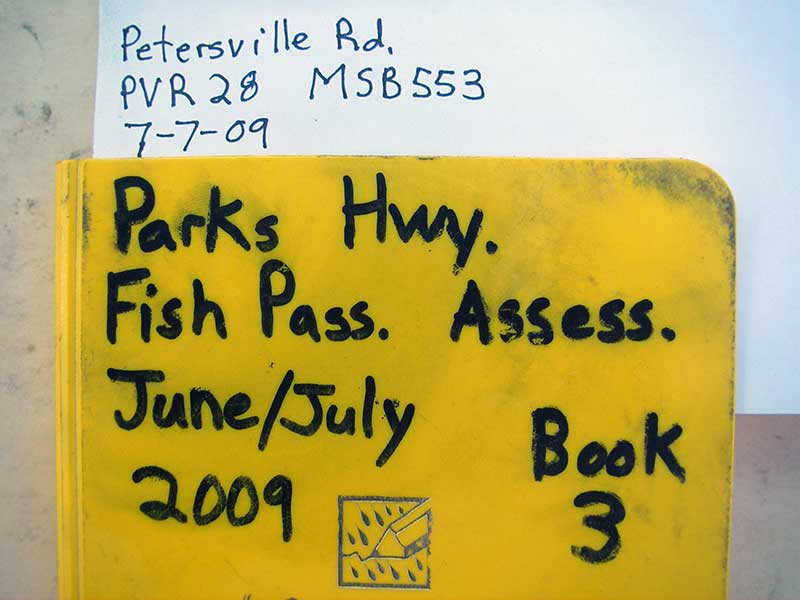 Petersville Rd.
PVR 28 MSB553
7-7-09
Parks Hwy.
Fish Pass. Assess.
June/July
2009
Book
3